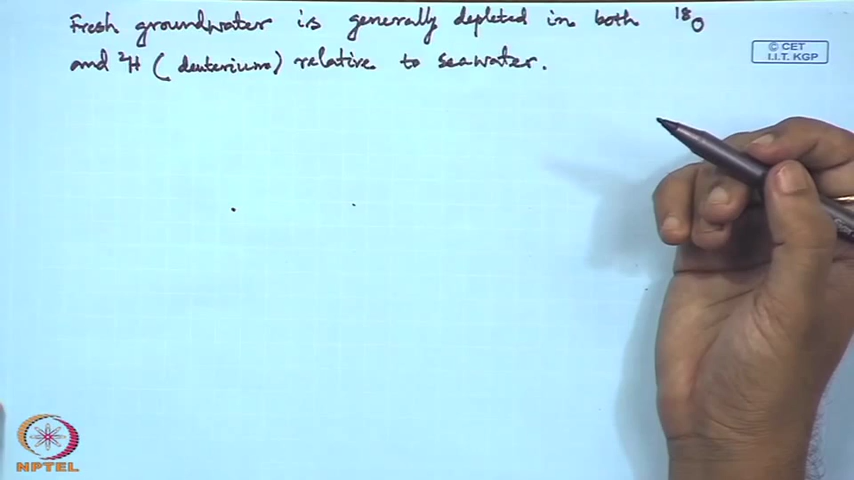 Fresh groundwater is generally depleted in both ¹⁸O
and ²H (deuterium) relative to seawater.
© CET
I.I.T. KGP
NPTEL